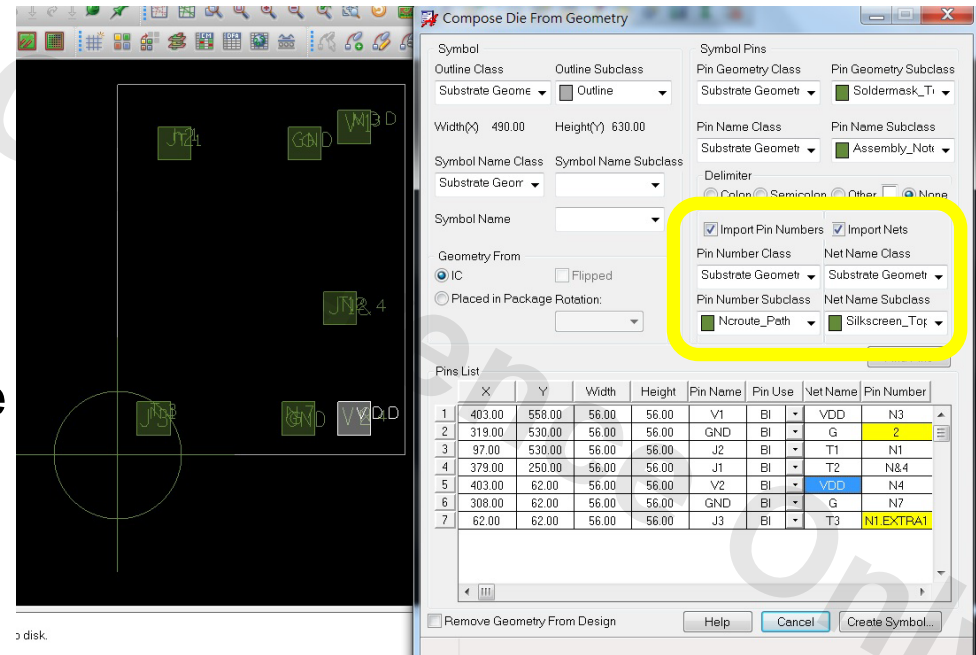 Compose Die From Geometry
Symbol
Outline Class Outline Subclass
Substrate Geome Outline
Width(X) 490.00 Height(Y) 630.00
Symbol Name Class Symbol Name Subclass
Substrate Geom
Symbol Name
Geometry From
IC Flipped
Placed in Package Rotation:
Symbol Pins
Pin Geometry Class Pin Geometry Subclass
Substrate Geometr Soldermask_T
Pin Name Class Pin Name Subclass
Substrate Geometr Assembly_Note
Delimiter
Colon Semicolon Other None
Import Pin Numbers Import Nets
Pin Number Class Net Name Class
Substrate Geometr Substrate Geometr
Pin Number Subclass Net Name Subclass
Ncroute_Path Silkscreen_Top
Pins List
X Y Width Height Pin Name Pin Use Net Name Pin Number
1 403.00 558.00 56.00 56.00 V1 BI VDD N3
2 319.00 530.00 56.00 56.00 GND BI G 2
3 97.00 530.00 56.00 56.00 J2 BI T1 N1
4 379.00 250.00 56.00 56.00 J1 BI T2 N&4
5 403.00 62.00 56.00 56.00 V2 BI VDD N4
6 308.00 62.00 56.00 56.00 GND BI G N7
7 62.00 62.00 56.00 56.00 J3 BI T3 N1.EXTRA1
Remove Geometry From Design Help Cancel Create Symbol...
o disk.
e